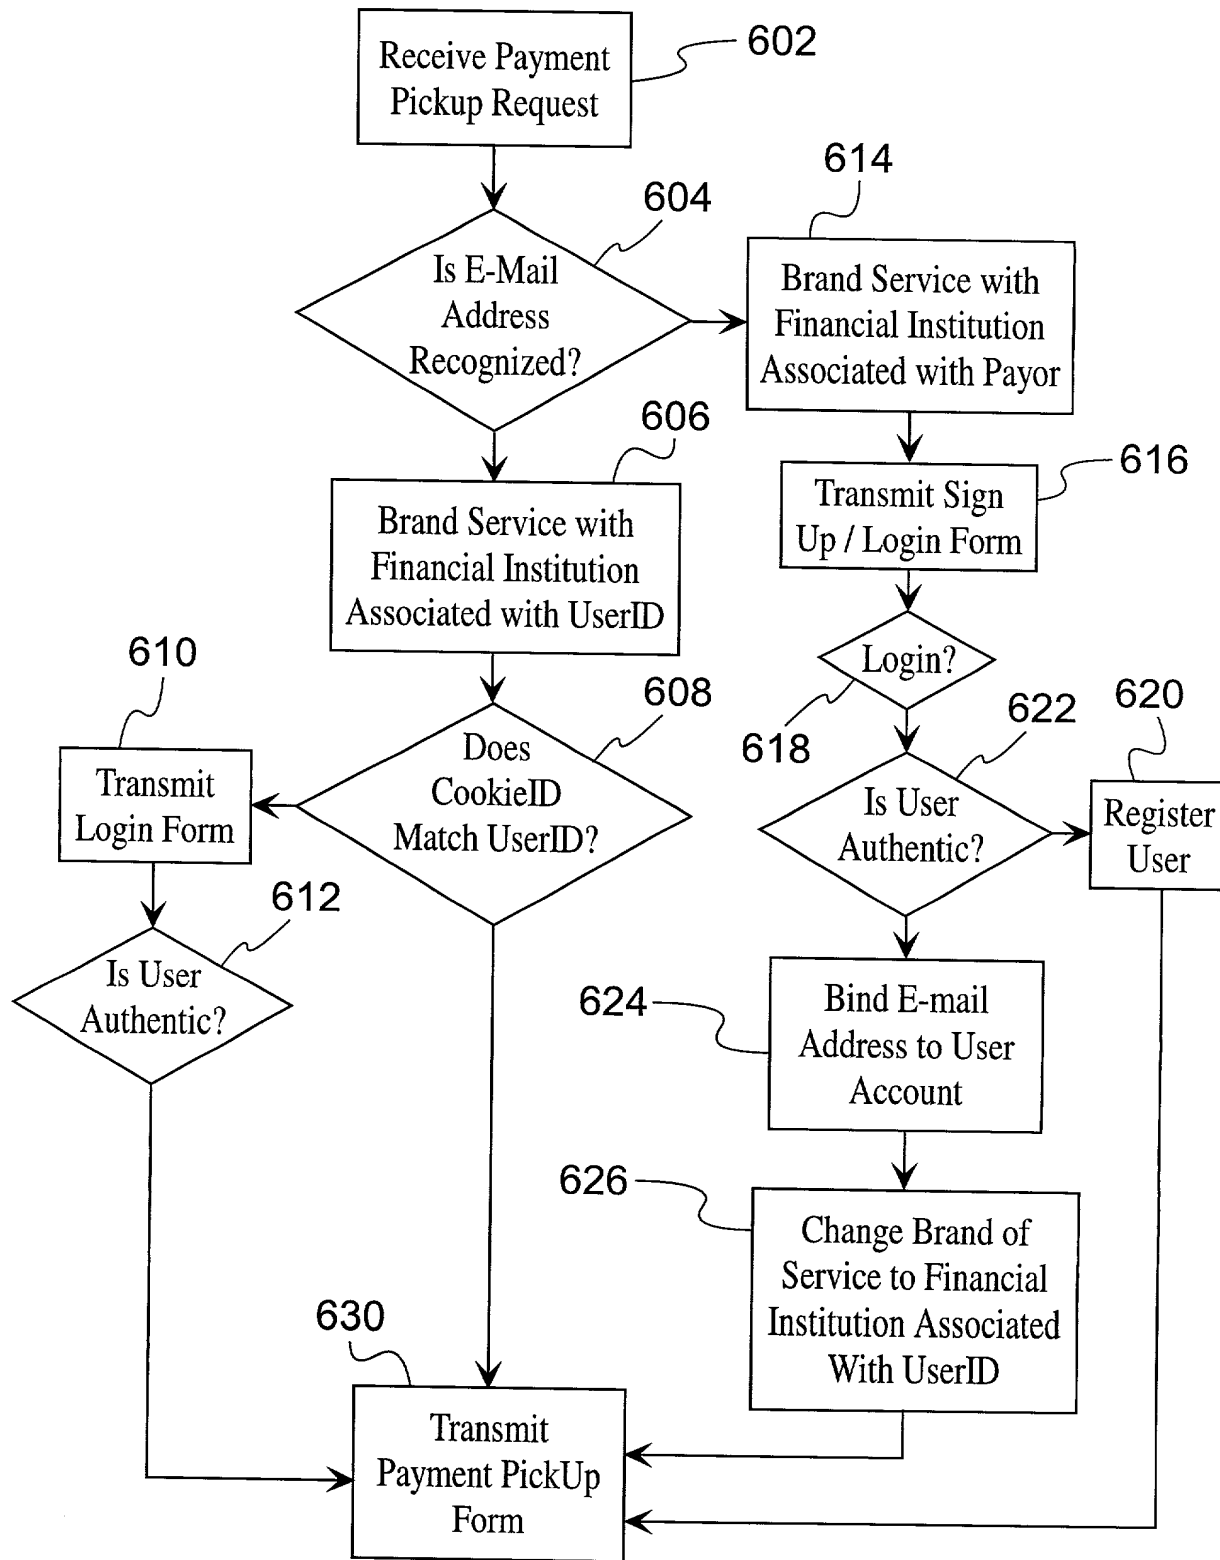 Receive Payment
Pickup Request
602
604
Is E-Mail
Address
Recognized?
614
Brand Service with
Financial Institution
Associated with Payor
606
Brand Service with
Financial Institution
Associated with UserID
616
Transmit Sign
Up / Login Form
Login?
618
610
Transmit
Login Form
608
Does
CookieID
Match UserID?
622
Is User
Authentic?
620
Register
User
612
Is User
Authentic?
624
Bind E-mail
Address to User
Account
626
Change Brand of
Service to Financial
Institution Associated
With UserID
630
Transmit
Payment PickUp
Form